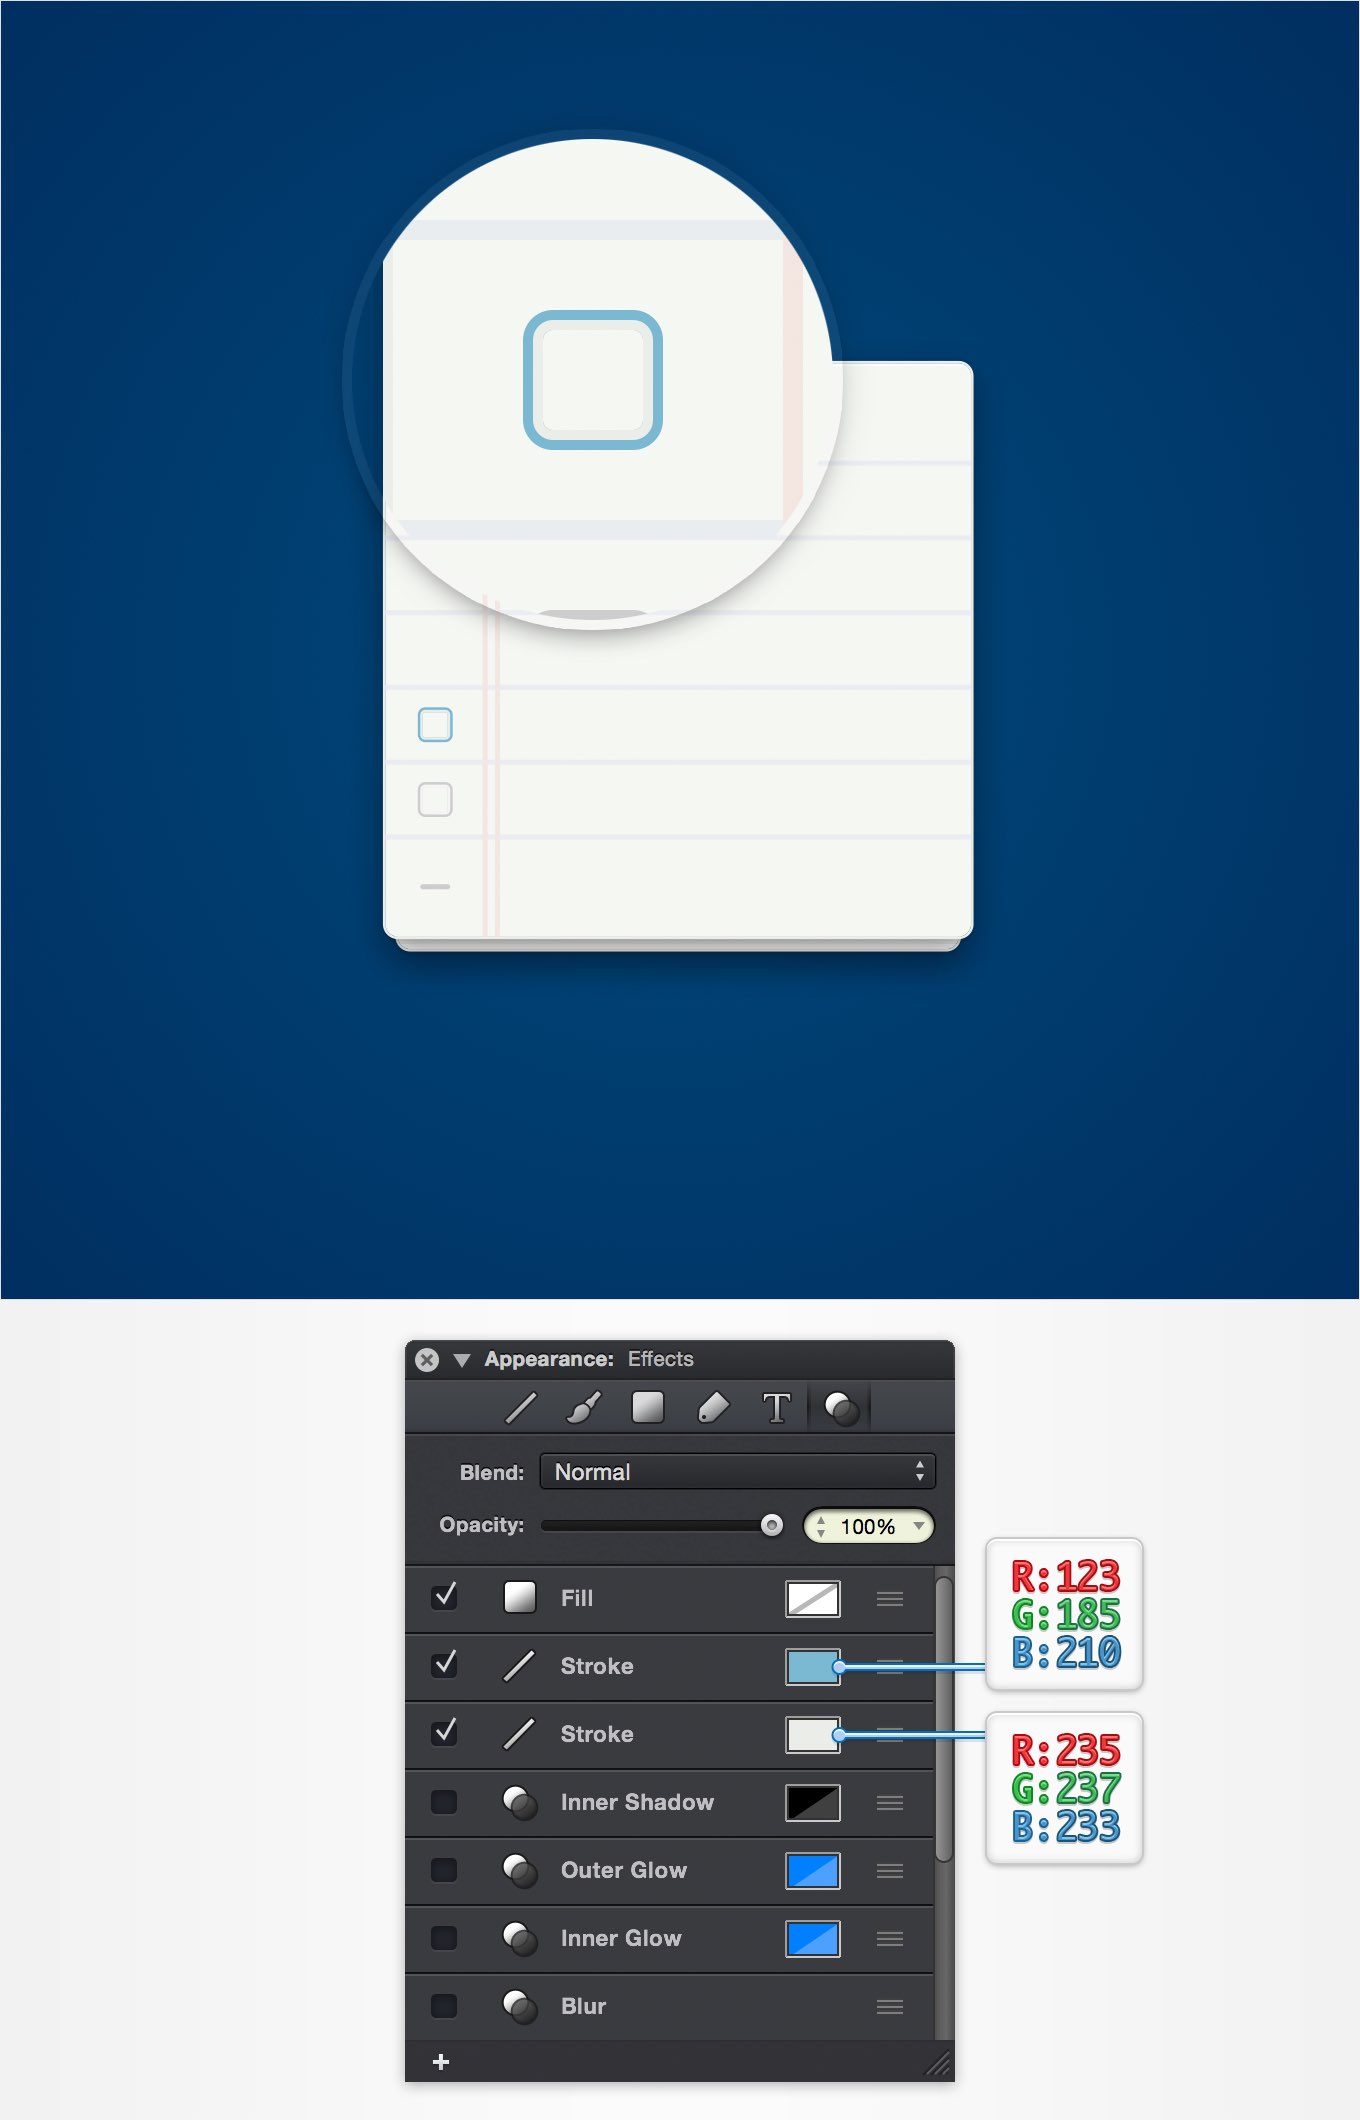 Appearance: Effects
T
Blend: Normal
Opacity: 100%
Fill
Stroke
Stroke
Inner Shadow
Outer Glow
Inner Glow
Blur
R:123
G:185
B:210
R:235
G:237
B:233